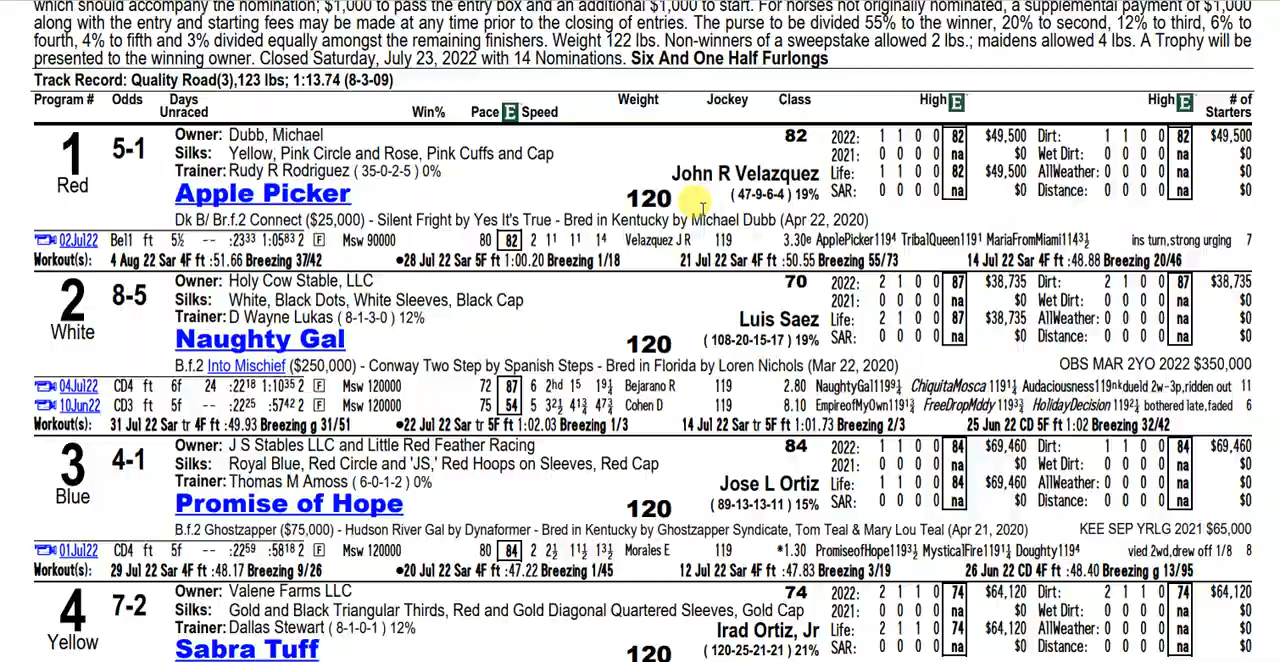 which should accompany the nomination; $1,000 to pass the entry box and an additional $1,000 to start. For horses not originally nominated, a supplemental payment of $1,000
along with the entry and starting fees may be made at any time prior to the closing of entries. The purse to be divided 55% to the winner, 20% to second, 12% to third, 6% to
fourth, 4% to fifth and 3% divided equally amongst the remaining finishers. Weight 122 lbs. Non-winners of a sweepstake allowed 2 lbs.; maidens allowed 4 lbs. A Trophy will be
presented to the winning owner. Closed Saturday, July 23, 2022 with 14 Nominations. Six And One Half Furlongs
Track Record: Quality Road(3),123 lbs; 1:13.74 (8-3-09)
Program # Odds Days Unraced Win% Pace E Speed Weight Jockey Class High E High E # of Starters
1 5-1 Owner: Dubb, Michael 82 2022: 1 1 0 0 82 $49,500 Dirt: 1 1 0 0 82 $49,500
Silks: Yellow, Pink Circle and Rose, Pink Cuffs and Cap 2021: 0 0 0 0 na $0 Wet Dirt: 0 0 0 0 na $0
Red Trainer: Rudy R Rodriguez ( 35-0-2-5 ) 0% John R Velazquez Life: 1 1 0 0 82 $49,500 AllWeather: 0 0 0 0 na $0
Apple Picker 120 ( 47-9-6-4 ) 19% SAR: 0 0 0 0 na $0 Distance: 0 0 0 0 na $0
Dk B/ Br.f.2 Connect ($25,000) - Silent Fright by Yes It's True - Bred in Kentucky by Michael Dubb (Apr 22, 2020)
02Jul22 Bel1 ft 5½ -- :23³³ 1:05⁸³ 2 F Msw 90000 80 82 2 1¹ 1¹ 1⁴ Velazquez J R 119 3.30e ApplePicker119⁴ TribalQueen119¹ MariaFromMiami114³½ ins turn,strong urging 7
Workout(s): 4 Aug 22 Sar 4F ft :51.66 Breezing 37/42 ●28 Jul 22 Sar 5F ft 1:00.20 Breezing 1/18 21 Jul 22 Sar 4F ft :50.55 Breezing 55/73 14 Jul 22 Sar 4F ft :48.88 Breezing 20/46
2 8-5 Owner: Holy Cow Stable, LLC 70 2022: 2 1 0 0 87 $38,735 Dirt: 2 1 0 0 87 $38,735
Silks: White, Black Dots, White Sleeves, Black Cap 2021: 0 0 0 0 na $0 Wet Dirt: 0 0 0 0 na $0
White Trainer: D Wayne Lukas ( 8-1-3-0 ) 12% Luis Saez Life: 2 1 0 0 87 $38,735 AllWeather: 0 0 0 0 na $0
Naughty Gal 120 ( 108-20-15-17 ) 19% SAR: 0 0 0 0 na $0 Distance: 0 0 0 0 na $0
B.f.2 Into Mischief ($250,000) - Conway Two Step by Spanish Steps - Bred in Florida by Loren Nichols (Mar 22, 2020) OBS MAR 2YO 2022 $350,000
04Jul22 CD4 ft 6f 24 :22¹⁸ 1:10³⁵ 2 F Msw 120000 72 87 6 2hd 1⁵ 1⁹¼ Bejarano R 119 2.80 NaughtyGal119⁹¼ ChiquitaMosca119¹¼ Audaciousness119nk dueld 2w-3p,ridden out 11
10Jun22 CD3 ft 5f :22²⁵ :57⁴² 2 F Msw 120000 75 54 5 3²½ 4¹³¼ 4⁷¾ Cohen D 119 8.10 EmpireofMyOwn119¹¾ FreeDropMddy119³¾ HolidayDecision119²¼ bothered late,faded 6
Workout(s): 31 Jul 22 Sar tr 4F ft :49.93 Breezing g 31/51 ●22 Jul 22 Sar tr 5F ft 1:02.03 Breezing 1/3 14 Jul 22 Sar tr 5F ft 1:01.73 Breezing 2/3 25 Jun 22 CD 5F ft 1:02 Breezing 32/42
3 4-1 Owner: J S Stables LLC and Little Red Feather Racing 84 2022: 1 1 0 0 84 $69,460 Dirt: 1 1 0 0 84 $69,460
Silks: Royal Blue, Red Circle and 'JS,' Red Hoops on Sleeves, Red Cap 2021: 0 0 0 0 na $0 Wet Dirt: 0 0 0 0 na $0
Blue Trainer: Thomas M Amoss ( 6-0-1-2 ) 0% Jose L Ortiz Life: 1 1 0 0 84 $69,460 AllWeather: 0 0 0 0 na $0
Promise of Hope 120 ( 89-13-13-11 ) 15% SAR: 0 0 0 0 na $0 Distance: 0 0 0 0 na $0
B.f.2 Ghostzapper ($75,000) - Hudson River Gal by Dynaformer - Bred in Kentucky by Ghostzapper Syndicate, Tom Teal & Mary Lou Teal (Apr 21, 2020) KEE SEP YRLG 2021 $65,000
01Jul22 CD4 ft 5f -- :22⁵⁹ :58¹⁸ 2 F Msw 120000 80 84 2 2½ 1¹½ 1³½ Morales E 119 *1.30 PromiseofHope119³½ MysticalFire119¹½ Doughty119⁴ vied 2wd,drew off 1/8 8
Workout(s): 29 Jul 22 Sar 4F ft :48.17 Breezing 9/26 ●20 Jul 22 Sar 4F ft :47.22 Breezing 1/45 12 Jul 22 Sar 4F ft :47.83 Breezing 3/19 26 Jun 22 CD 4F ft :48.40 Breezing g 13/95
4 7-2 Owner: Valene Farms LLC 74 2022: 2 1 1 0 74 $64,120 Dirt: 2 1 1 0 74 $64,120
Silks: Gold and Black Triangular Thirds, Red and Gold Diagonal Quartered Sleeves, Gold Cap 2021: 0 0 0 0 na $0 Wet Dirt: 0 0 0 0 na $0
Yellow Trainer: Dallas Stewart ( 8-1-0-1 ) 12% Irad Ortiz, Jr Life: 2 1 1 0 74 $64,120 AllWeather: 0 0 0 0 na $0
Sabra Tuff 120 ( 120-25-21-21 ) 21% SAR: 0 0 0 0 na $0 Distance: 0 0 0 0 na $0